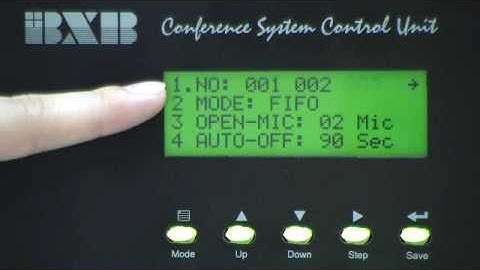 BXB Conference System Control Unit
1.NO: 001 002 →
2 MODE: FIFO
3 OPEN-MIC: 02 Mic
4 AUTO-OFF: 90 Sec
Mode Up Down Step Save